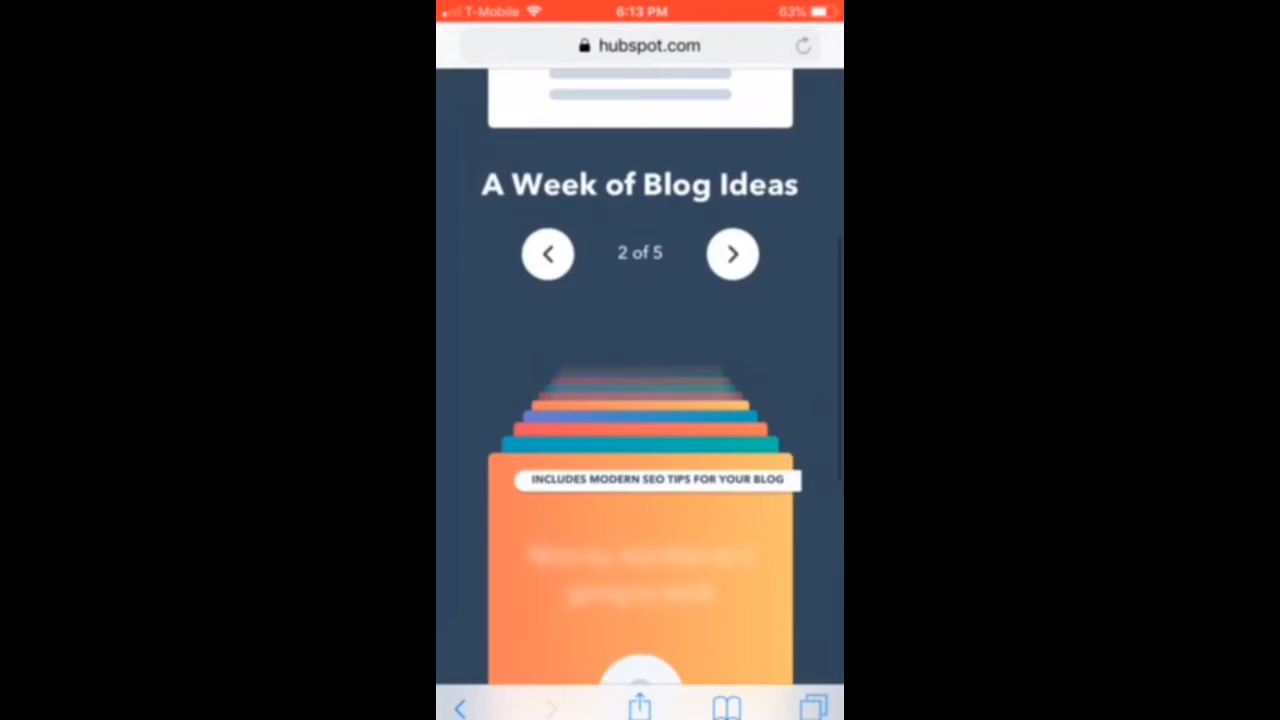 T-Mobile
6:13 PM
63%
hubspot.com
A Week of Blog Ideas
2 of 5
INCLUDES MODERN SEO TIPS FOR YOUR BLOG